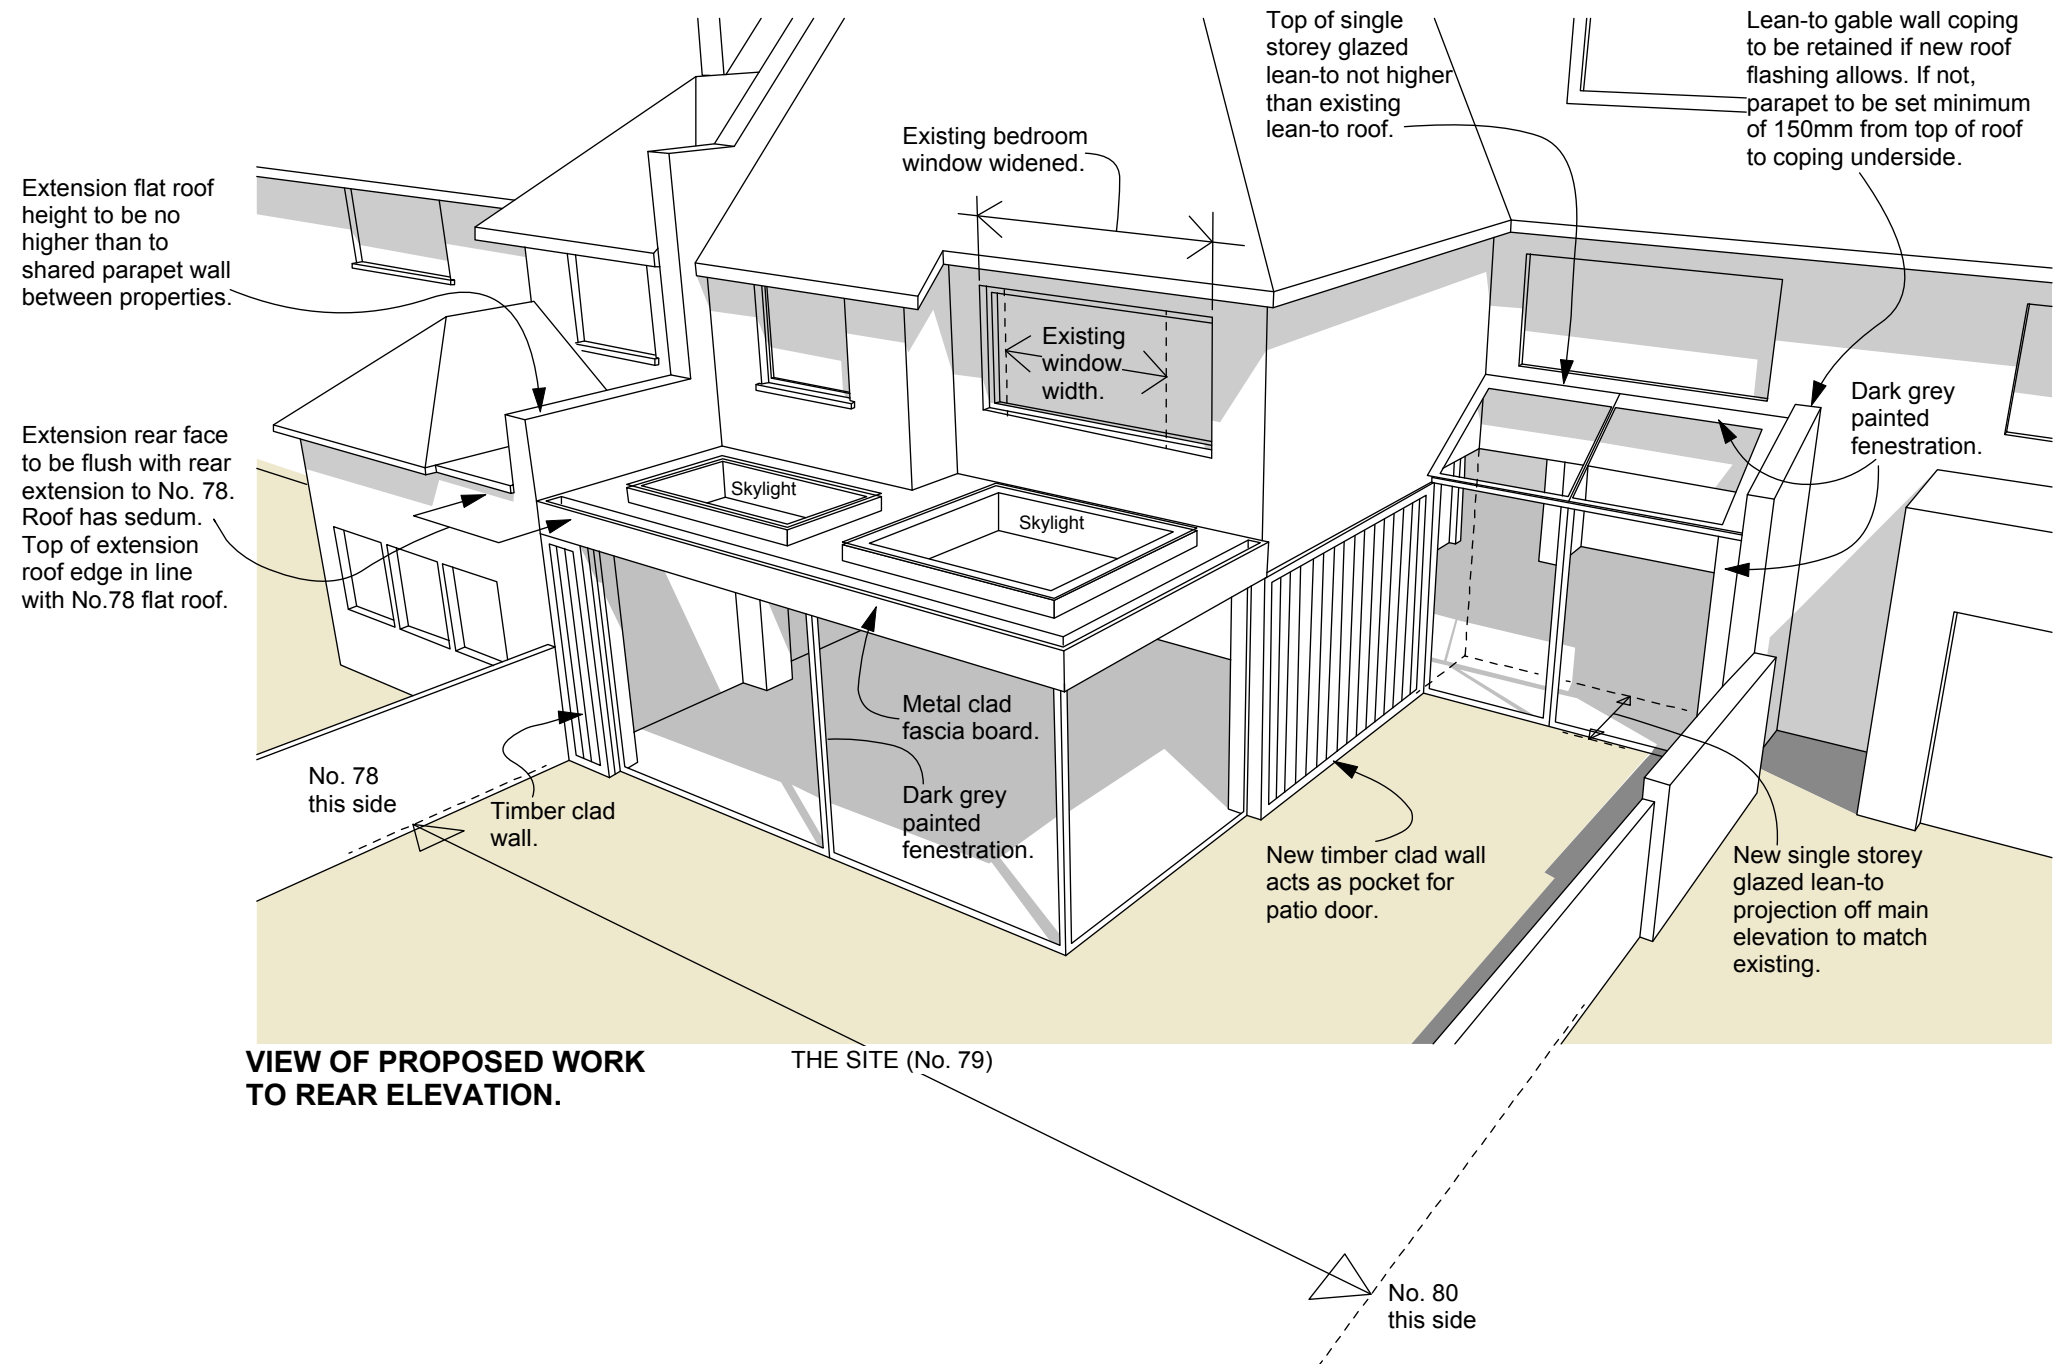 Top of single
storey glazed
lean-to not higher
than existing
lean-to roof.
Lean-to gable wall coping
to be retained if new roof
flashing allows. If not,
parapet to be set minimum
of 150mm from top of roof
to coping underside.
Existing bedroom
window widened.
Extension flat roof
height to be no
higher than to
shared parapet wall
between properties.
Existing
window
width.
Dark grey
painted
fenestration.
Extension rear face
to be flush with rear
extension to No. 78.
Roof has sedum.
Top of extension
roof edge in line
with No.78 flat roof.
Skylight
Skylight
Metal clad
fascia board.
No. 78
this side
Timber clad
wall.
Dark grey
painted
fenestration.
New timber clad wall
acts as pocket for
patio door.
New single storey
glazed lean-to
projection off main
elevation to match
existing.
VIEW OF PROPOSED WORK
TO REAR ELEVATION.
THE SITE (No. 79)
No. 80
this side